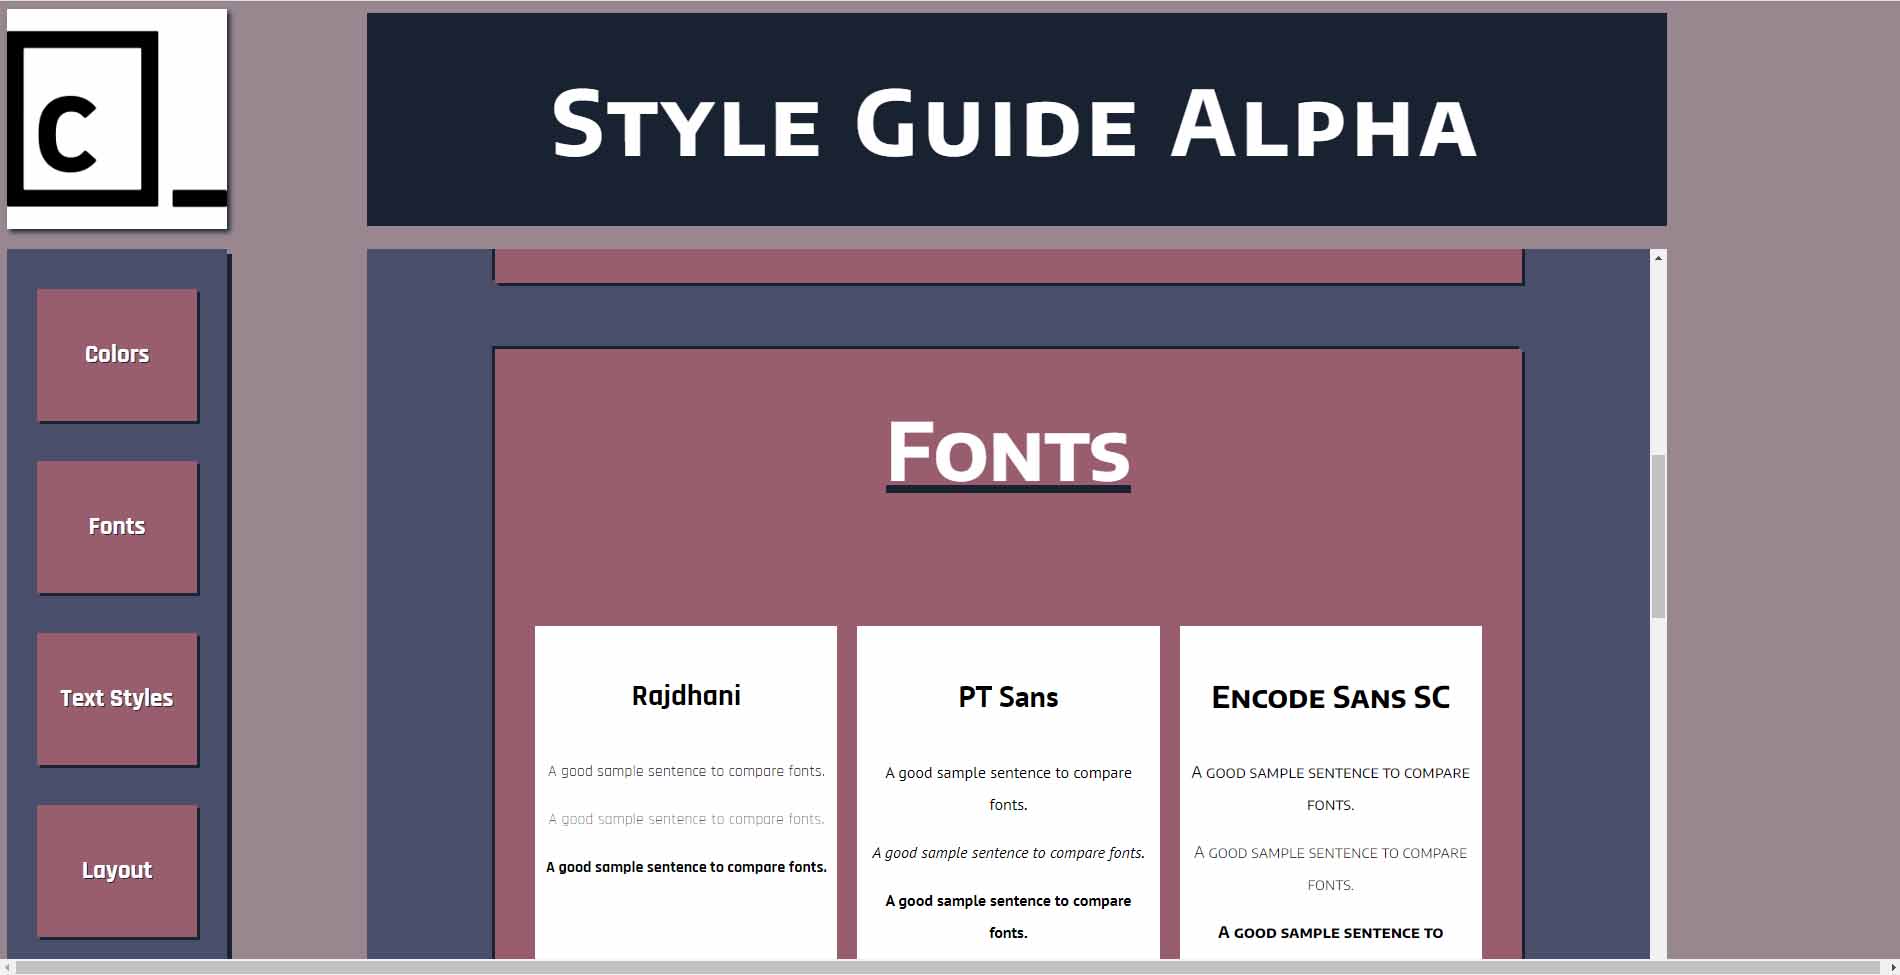 C_
Style Guide Alpha
Colors
Fonts
Text Styles
Layout
Fonts
Rajdhani
A good sample sentence to compare fonts.
A good sample sentence to compare fonts.
A good sample sentence to compare fonts.
PT Sans
A good sample sentence to compare
fonts.
A good sample sentence to compare fonts.
A good sample sentence to compare
fonts.
Encode Sans SC
A good sample sentence to compare
fonts.
A good sample sentence to compare
fonts.
A good sample sentence to